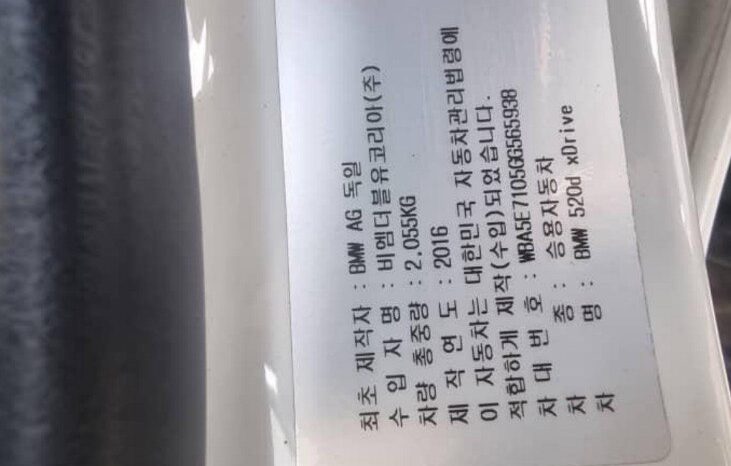 최초 제작자 : BMW AG 독일
수 입 자 명 : 비엠더블유코리아(주)
차량 총중량 : 2.055KG
제 작 연 도 : 2016
이 자동차는 대한민국 자동차관리법령에
적합하게 제작(수입)되었습니다.
차 대 번 호 : WBA5E7105GG565938
차 종 : 승용자동차
차 명 : BMW 520d xDrive